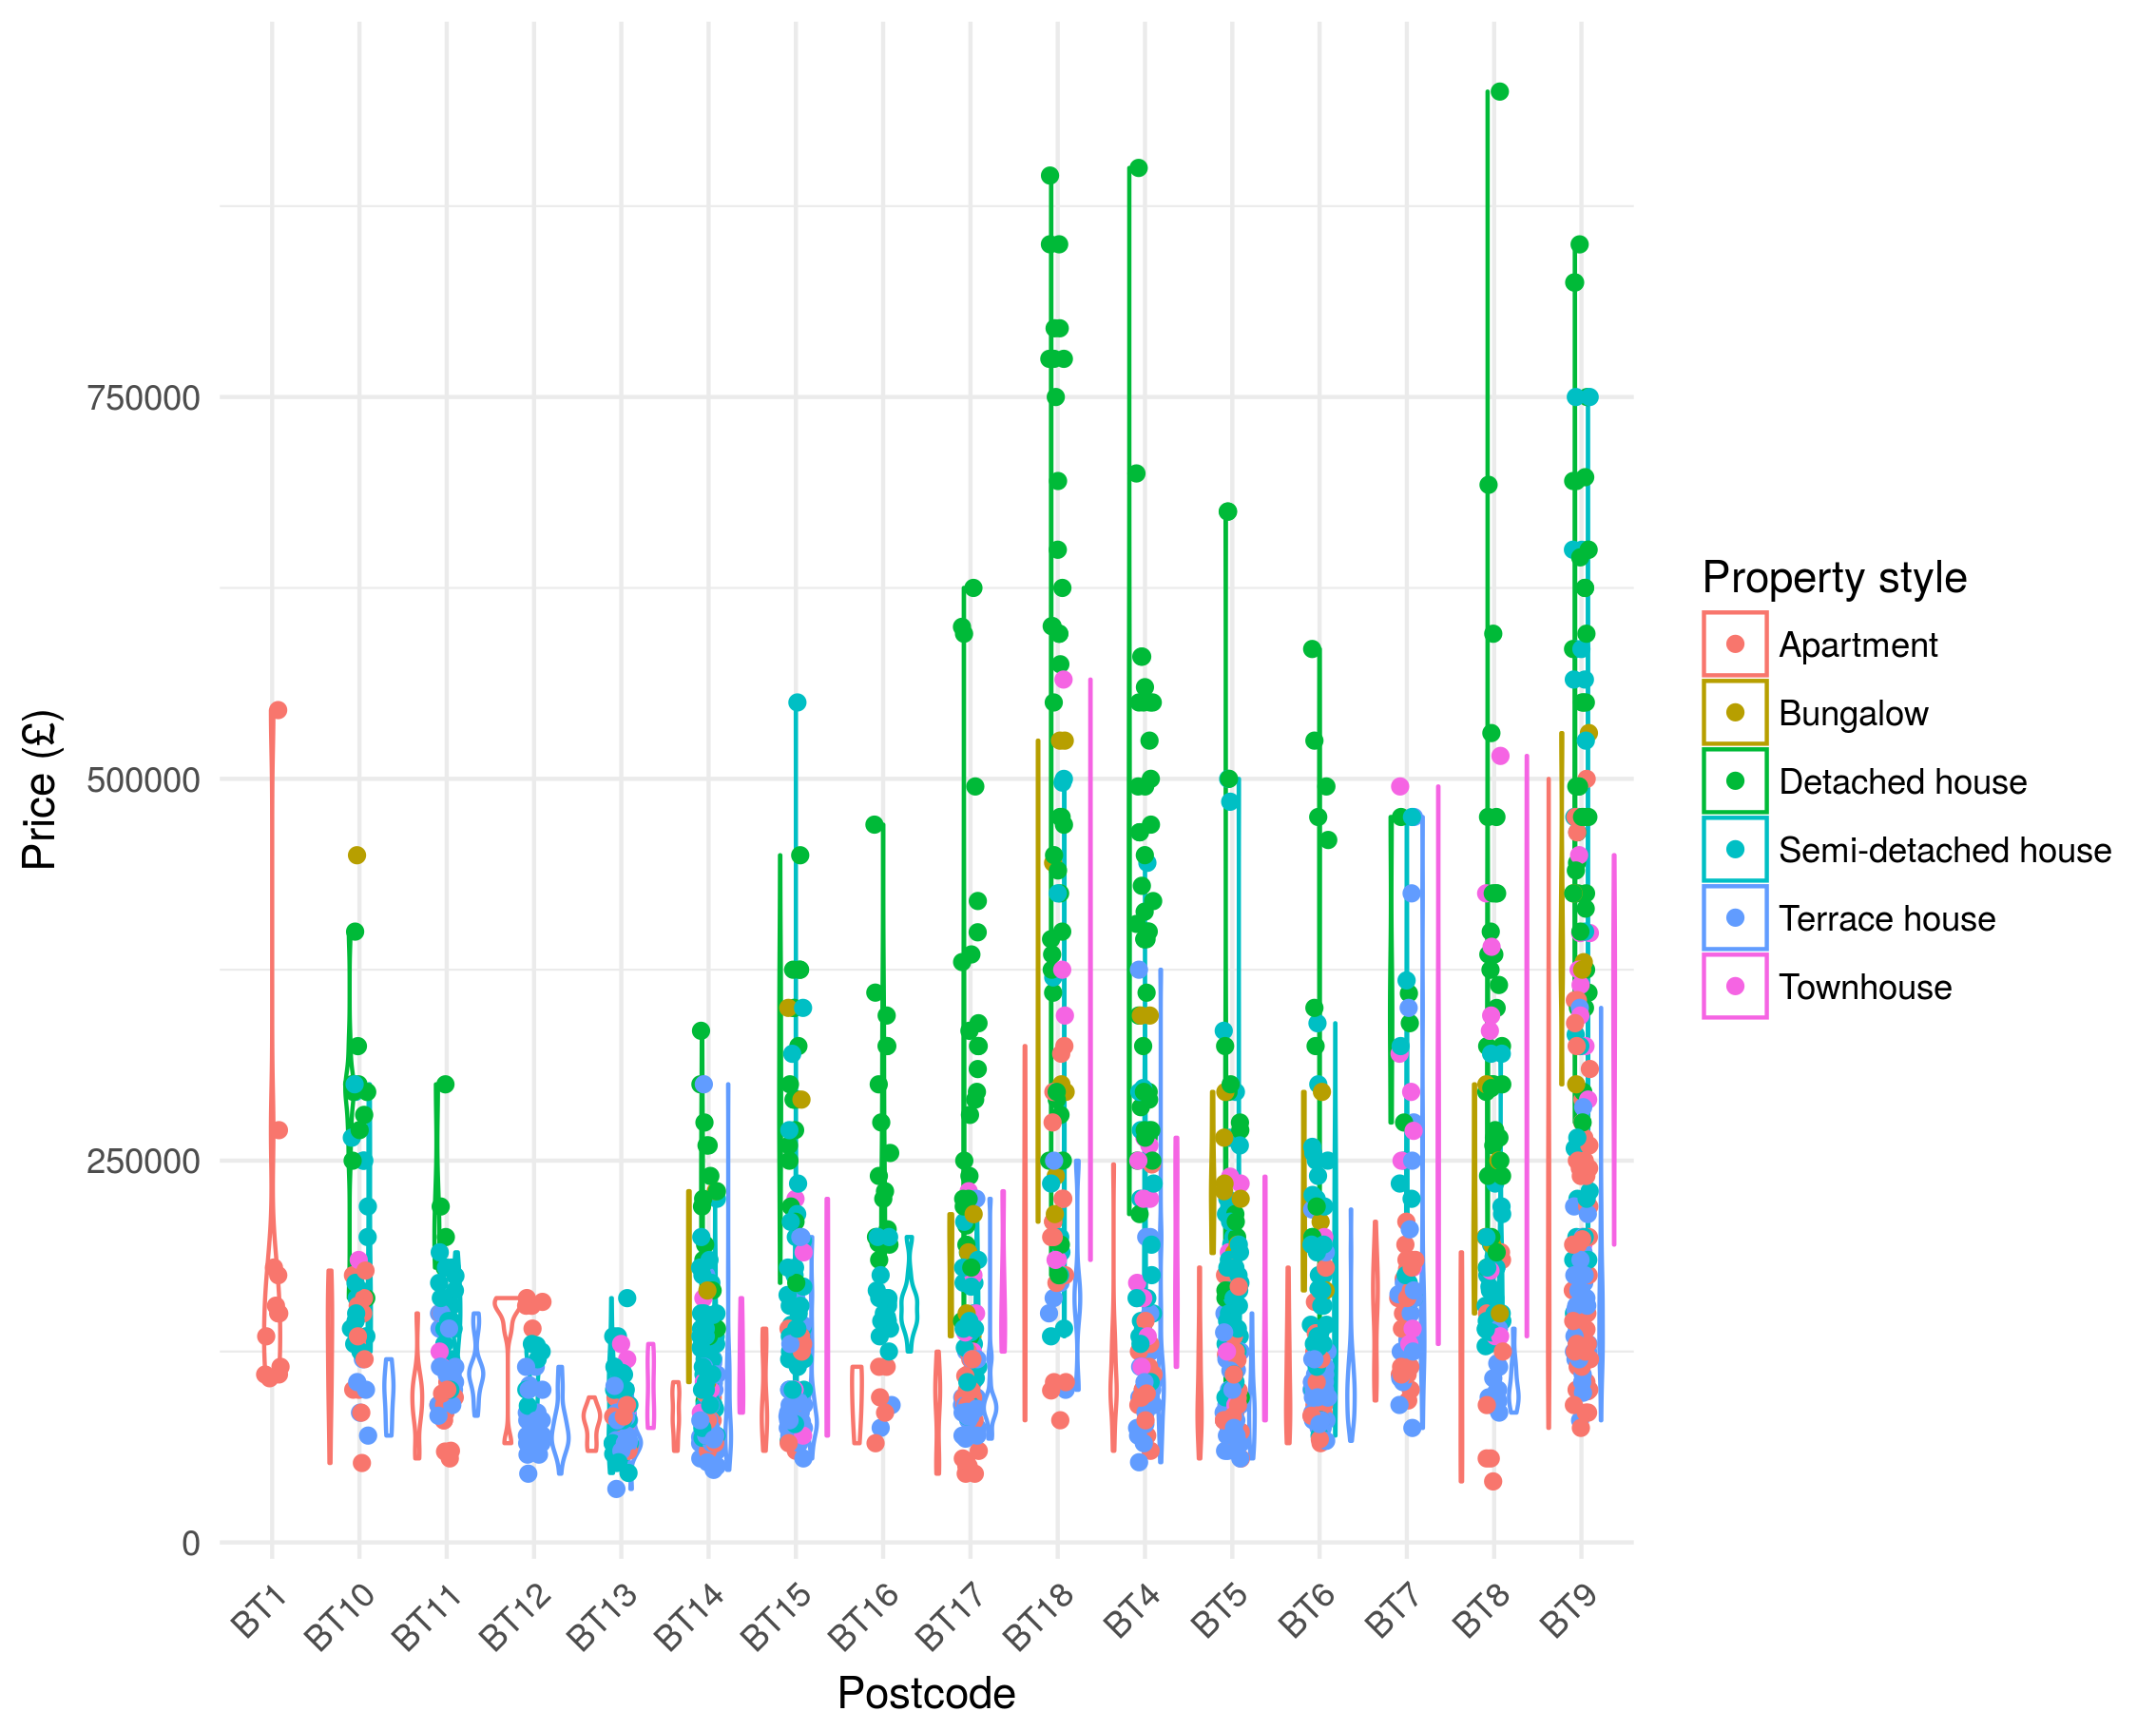 Price (£)
750000
500000
250000
0
BT1
BT10
BT11
BT12
BT13
BT14
BT15
BT16
BT17
BT18
BT4
BT5
BT6
BT7
BT8
BT9
Postcode
Property style
Apartment
Bungalow
Detached house
Semi-detached house
Terrace house
Townhouse